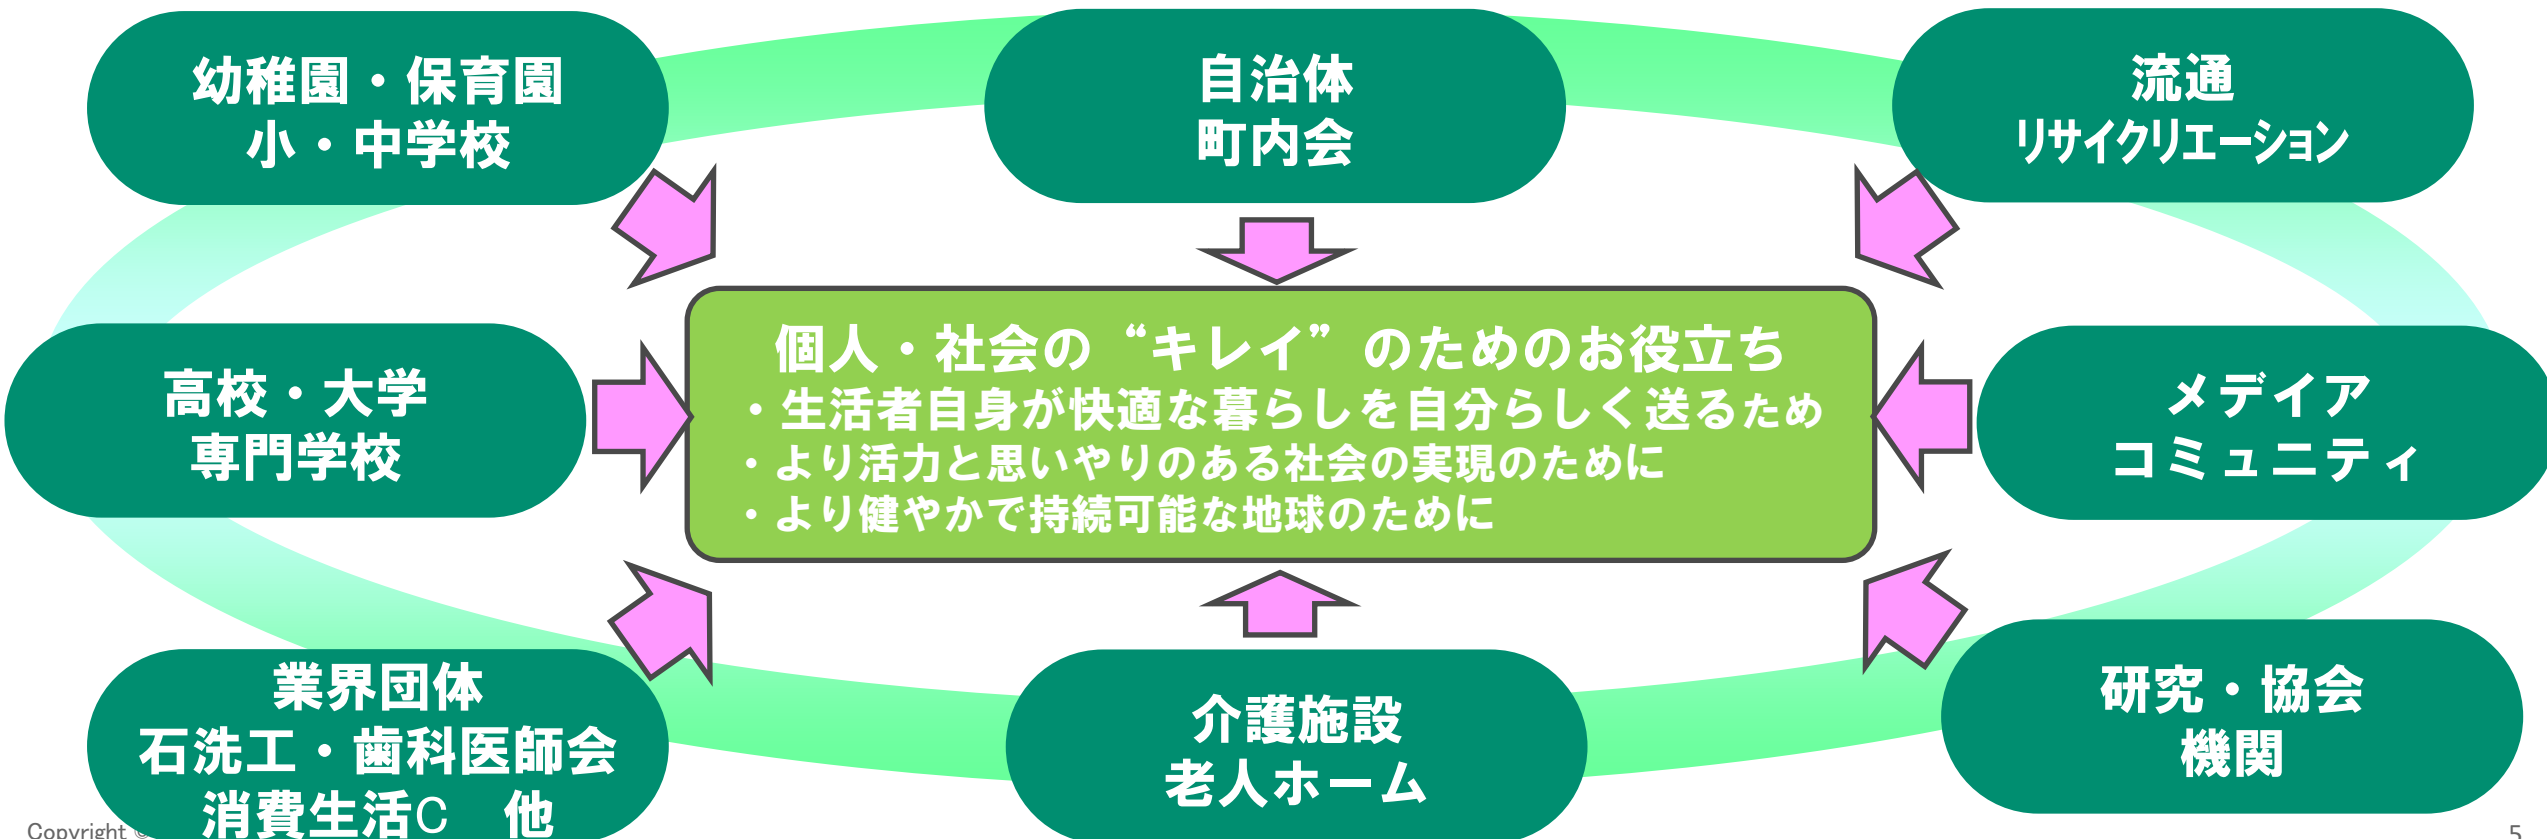 幼稚園・保育園
小・中学校
自治体
町内会
流通
リサイクリエーション
個人・社会の“キレイ”のためのお役立ち
・生活者自身が快適な暮らしを自分らしく送るため
・より活力と思いやりのある社会の実現のために
・より健やかで持続可能な地球のために
高校・大学
専門学校
メデイア
コミュニティ
業界団体
石洗工・歯科医師会
消費生活C　他
介護施設
老人ホーム
研究・協会
機関
Copyright ©
5